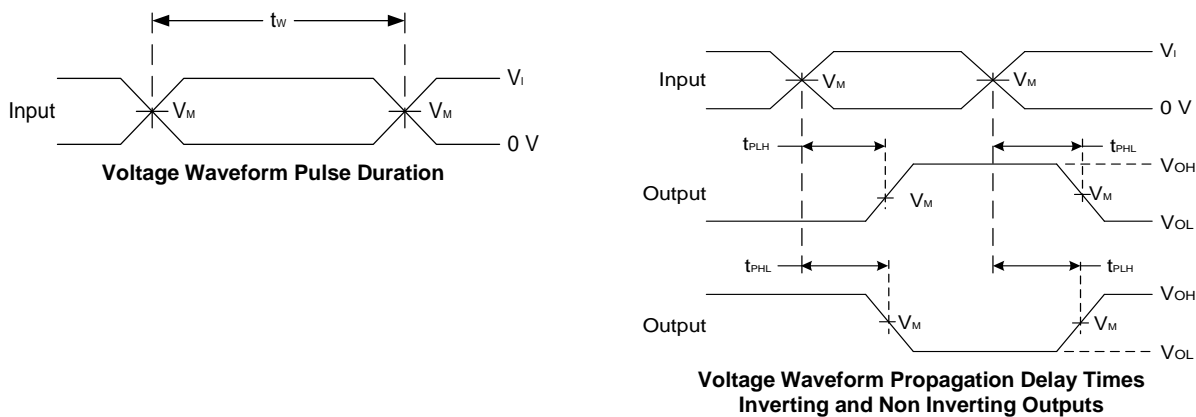 tW
VI
Input
VM
VM
0 V
Voltage Waveform Pulse Duration
VI
Input
VM
VM
0 V
tPLH
tPHL
VOH
Output
VM
VM
VOL
tPHL
tPLH
VOH
Output
VM
VM
VOL
Voltage Waveform Propagation Delay Times
Inverting and Non Inverting Outputs